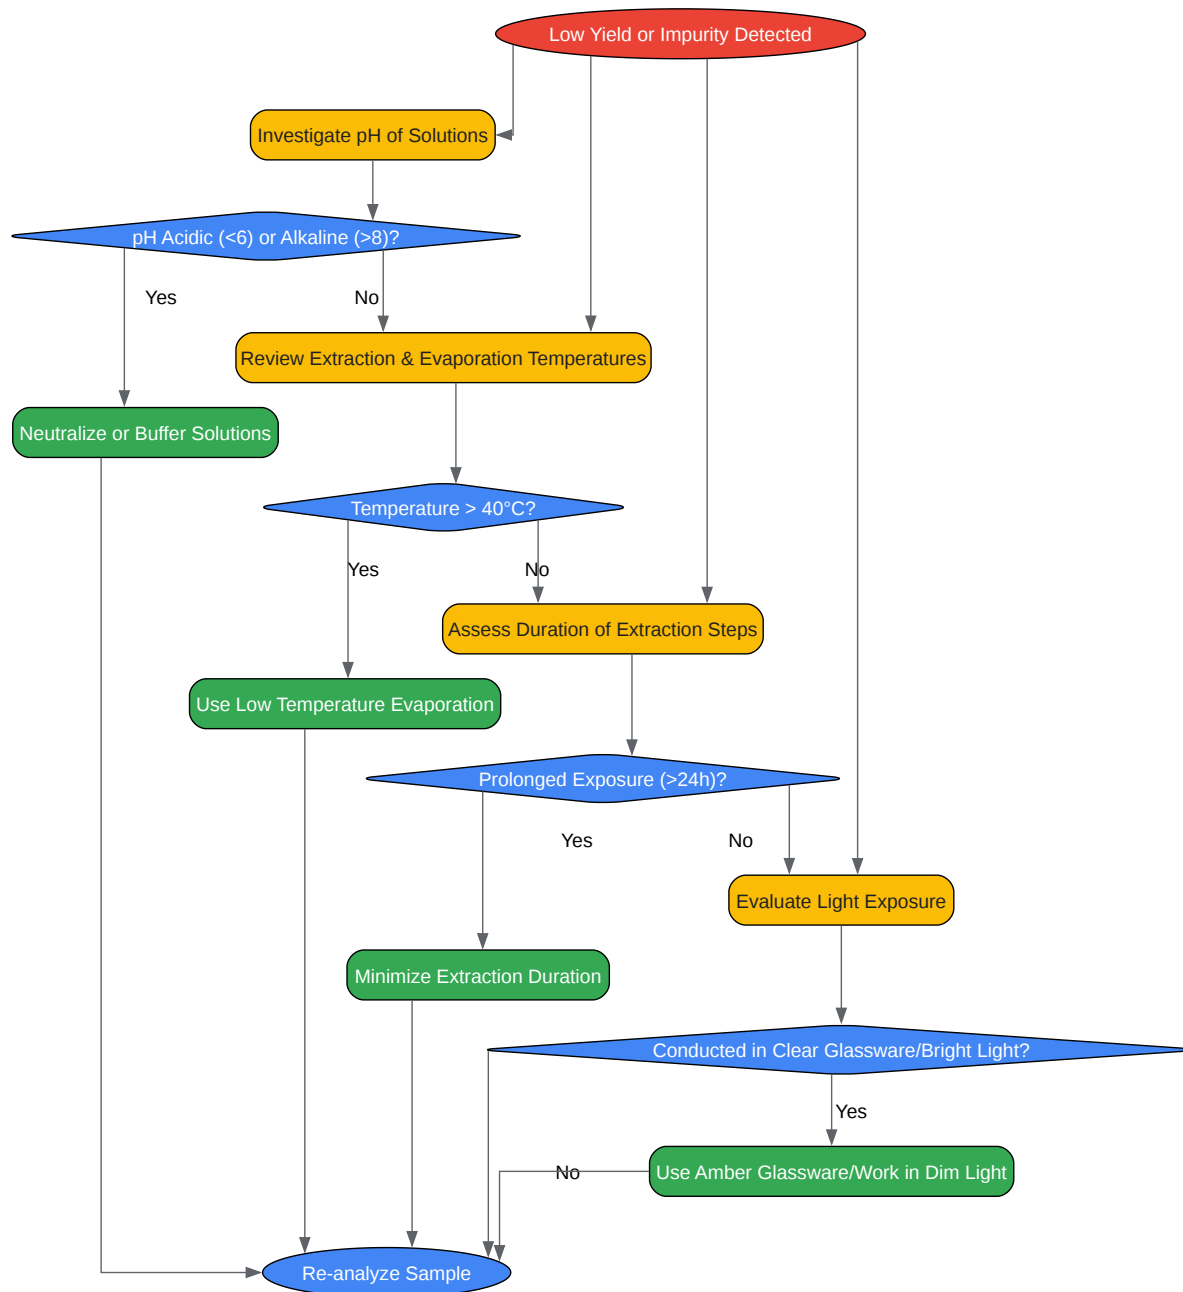 Low Yield or Impurity Detected
Investigate pH of Solutions
pH Acidic (<6) or Alkaline (>8)?
Yes
No
Review Extraction & Evaporation Temperatures
Neutralize or Buffer Solutions
Temperature > 40°C?
Yes
No
Assess Duration of Extraction Steps
Use Low Temperature Evaporation
Prolonged Exposure (>24h)?
Yes
No
Evaluate Light Exposure
Minimize Extraction Duration
Conducted in Clear Glassware/Bright Light?
Yes
No
Use Amber Glassware/Work in Dim Light
Re-analyze Sample